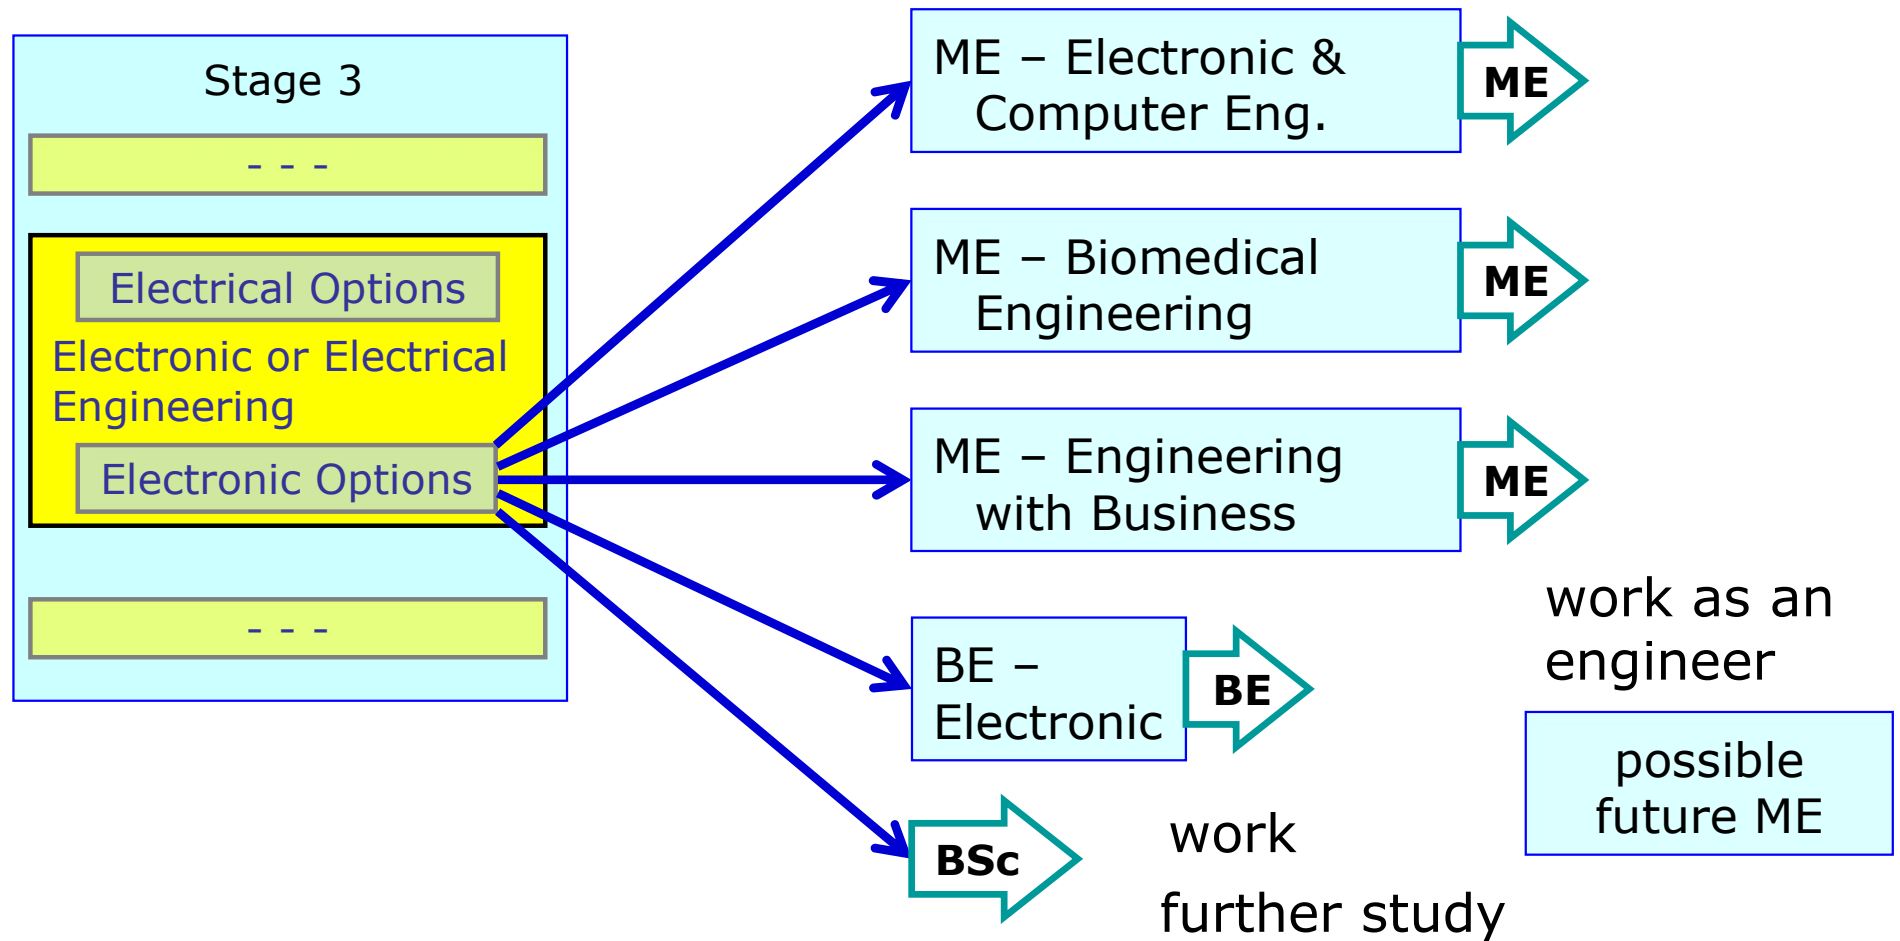 Stage 3
- - -
Electrical Options
Electronic or Electrical
Engineering
Electronic Options
- - -
ME – Electronic &
Computer Eng.
ME
ME – Biomedical
Engineering
ME
ME – Engineering
with Business
ME
BE –
Electronic
BE
work as an
engineer
possible
future ME
BSc
work
further study